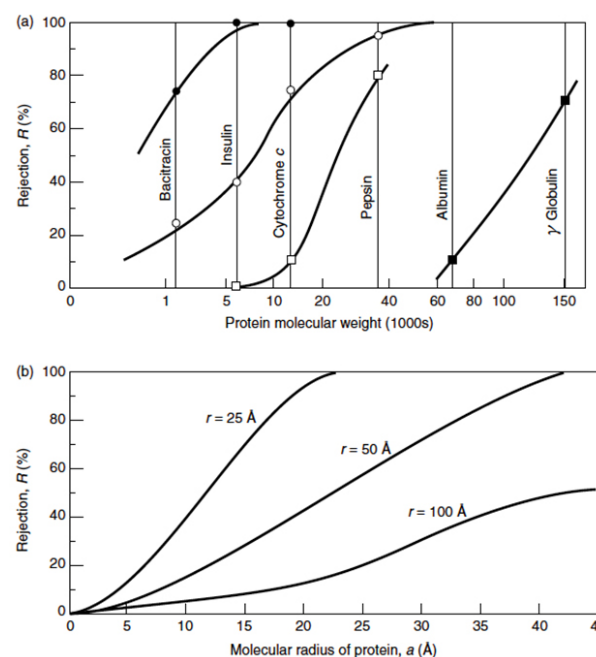 (a)
100
80
60
40
20
0
Rejection, R (%)
Bacitracin
Insulin
Cytochrome c
Pepsin
Albumin
γ Globulin
0 1 5 10 20 40 60 80 100 150
Protein molecular weight (1000s)
(b)
100
80
60
40
20
0
Rejection, R (%)
r = 25 Å
r = 50 Å
r = 100 Å
0 5 10 15 20 25 30 35 40 45
Molecular radius of protein, a (Å)